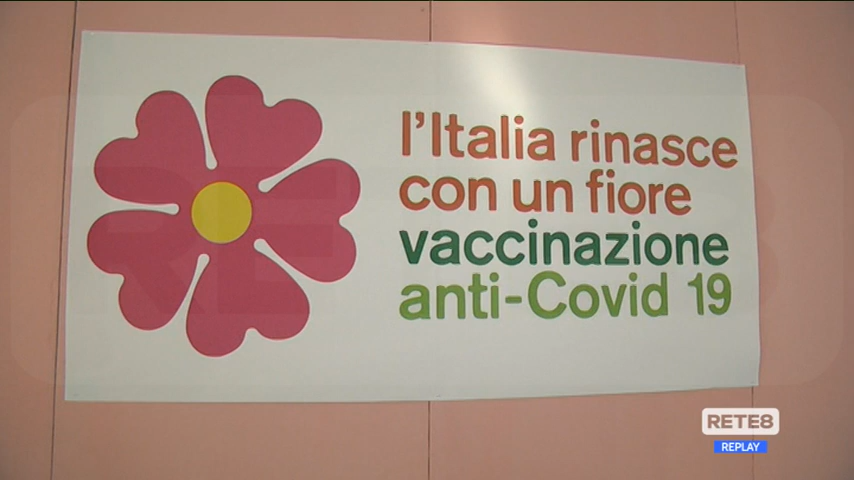 l'Italia rinasce
con un fiore
vaccinazione
anti-Covid 19
RETE8
REPLAY